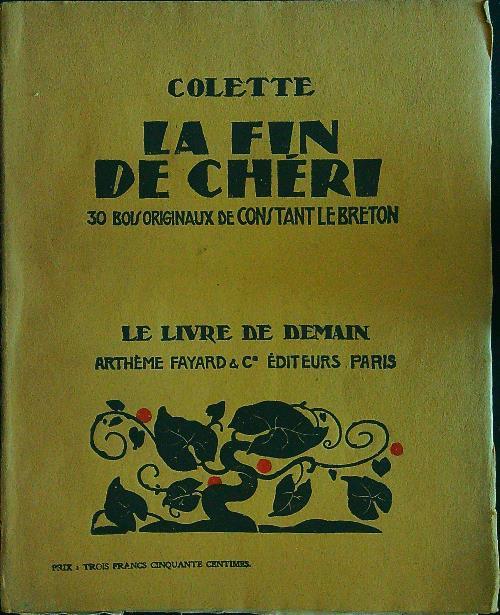 COLETTE
LA FIN
DE CHÉRI
30 BOIS ORIGINAUX DE CONSTANT LE BRETON
LE LIVRE DE DEMAIN
ARTHÈME FAYARD & Cie ÉDITEURS PARIS
PRIX : TROIS FRANCS CINQUANTE CENTIMES.